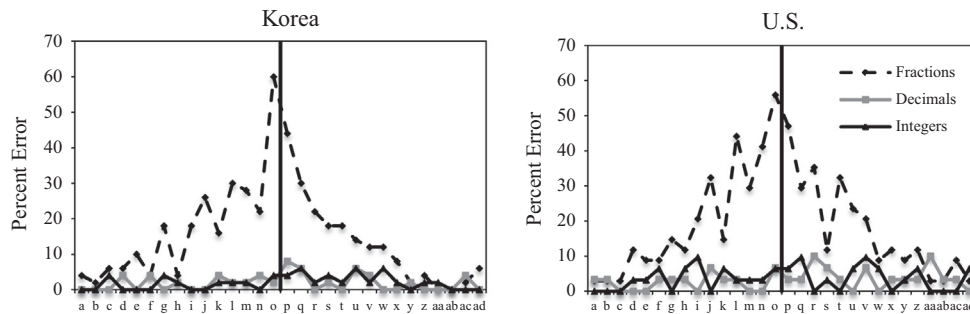 Korea
70
60
50
40
30
20
10
0
Percent Error
a b c d e f g h i j k l m n o p q r s t u v w x y z aa ab ac ad
U.S.
70
60
50
40
30
20
10
0
Percent Error
Fractions
Decimals
Integers
a b c d e f g h i j k l m n o p q r s t u v w x y z aa ab ac ad